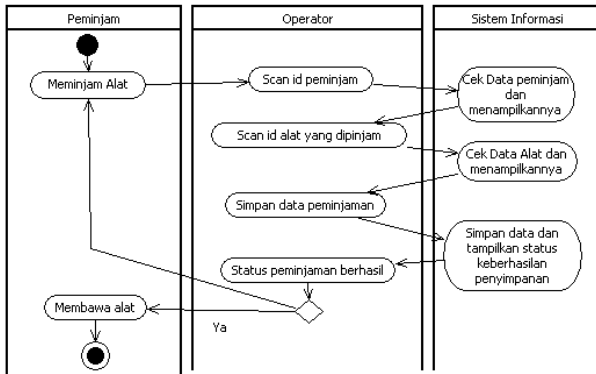 Peminjam
Operator
Sistem Informasi
Meminjam Alat
Scan id peminjam
Cek Data peminjam
dan
menampilkannya
Scan id alat yang dipinjam
Cek Data Alat dan
menampilkannya
Simpan data peminjaman
Simpan data dan
tampilkan status
keberhasilan
penyimpanan
Status peminjaman berhasil
Membawa alat
Ya